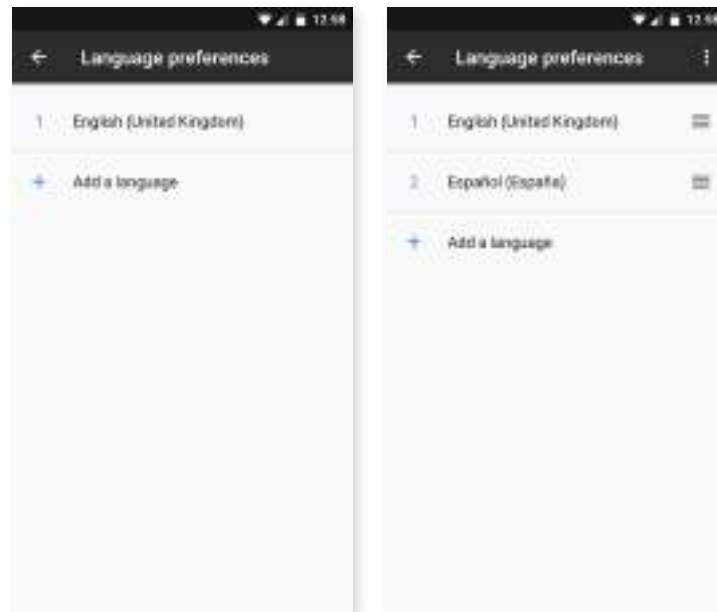 12:58
Language preferences
1 English (United Kingdom)
+ Add a language
12:58
Language preferences
1 English (United Kingdom)
2 Español (España)
+ Add a language